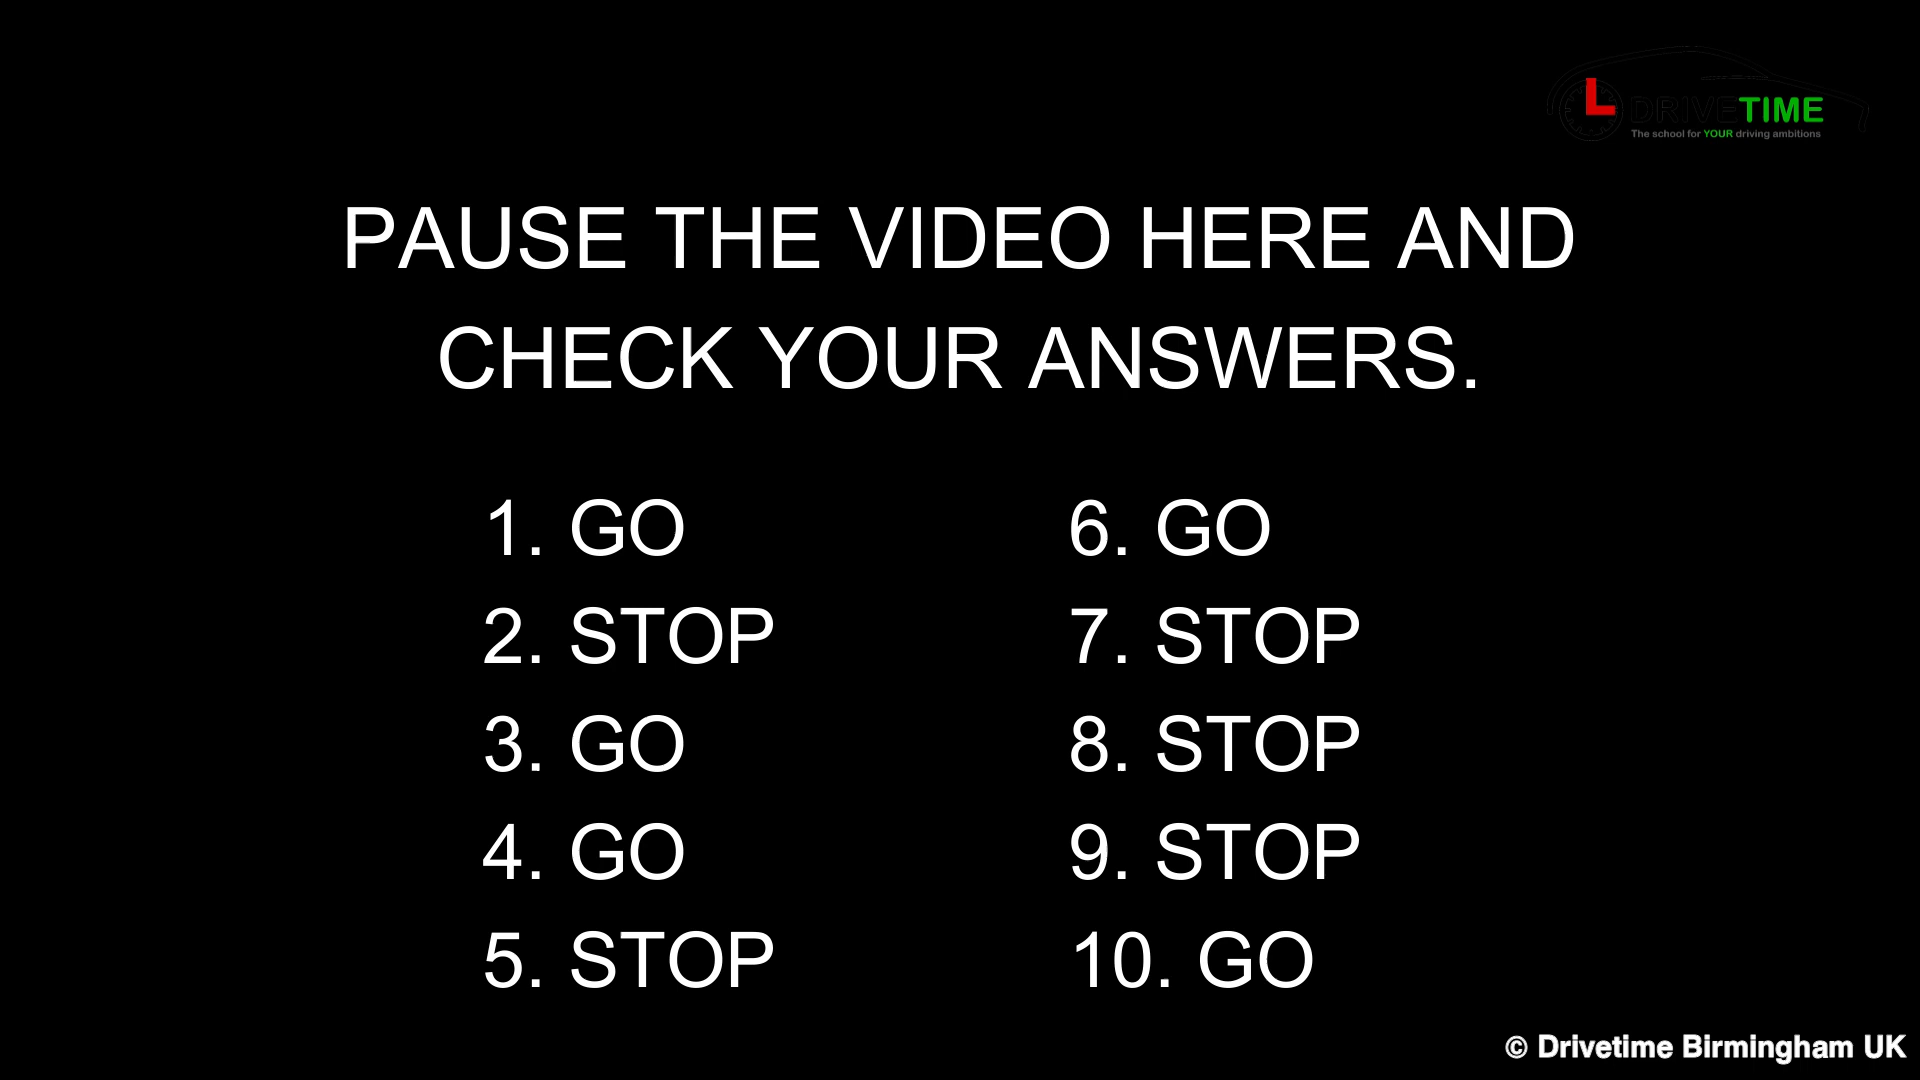 DRIVETIME
The school for YOUR driving ambitions
PAUSE THE VIDEO HERE AND
CHECK YOUR ANSWERS.
1. GO
2. STOP
3. GO
4. GO
5. STOP
6. GO
7. STOP
8. STOP
9. STOP
10. GO
© Drivetime Birmingham UK